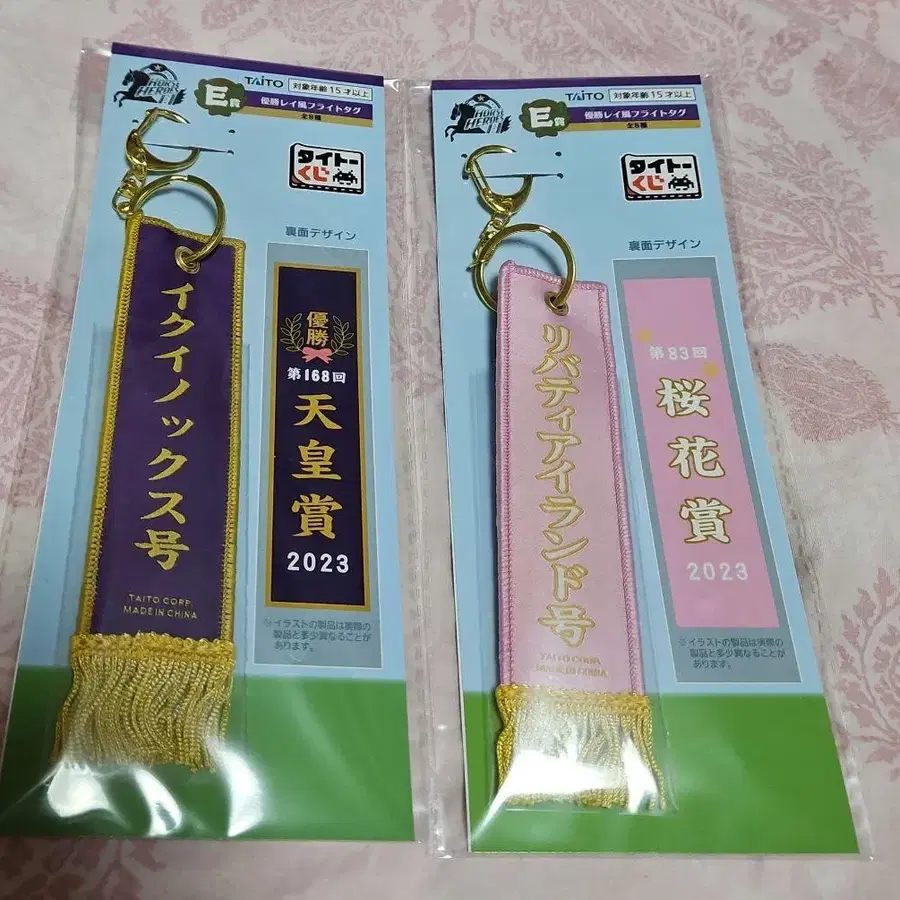 HORSE HEROES
E賞
TAITO
対象年齢15才以上
優勝レイ風フライトタグ
全8種
タイトー
くじ
裏面デザイン
イクイノックス号
TAITO CORP.
MADE IN CHINA
優勝
第168回
天皇賞
2023
※イラストの製品は実際の
製品と多少異なることが
あります。
HORSE HEROES
E賞
TAITO
対象年齢15才以上
優勝レイ風フライトタグ
全8種
タイトー
くじ
裏面デザイン
リバティアイランド号
TAITO CORP.
MADE IN CHINA
第83回
桜花賞
2023
※イラストの製品は実際の
製品と多少異なることが
あります。